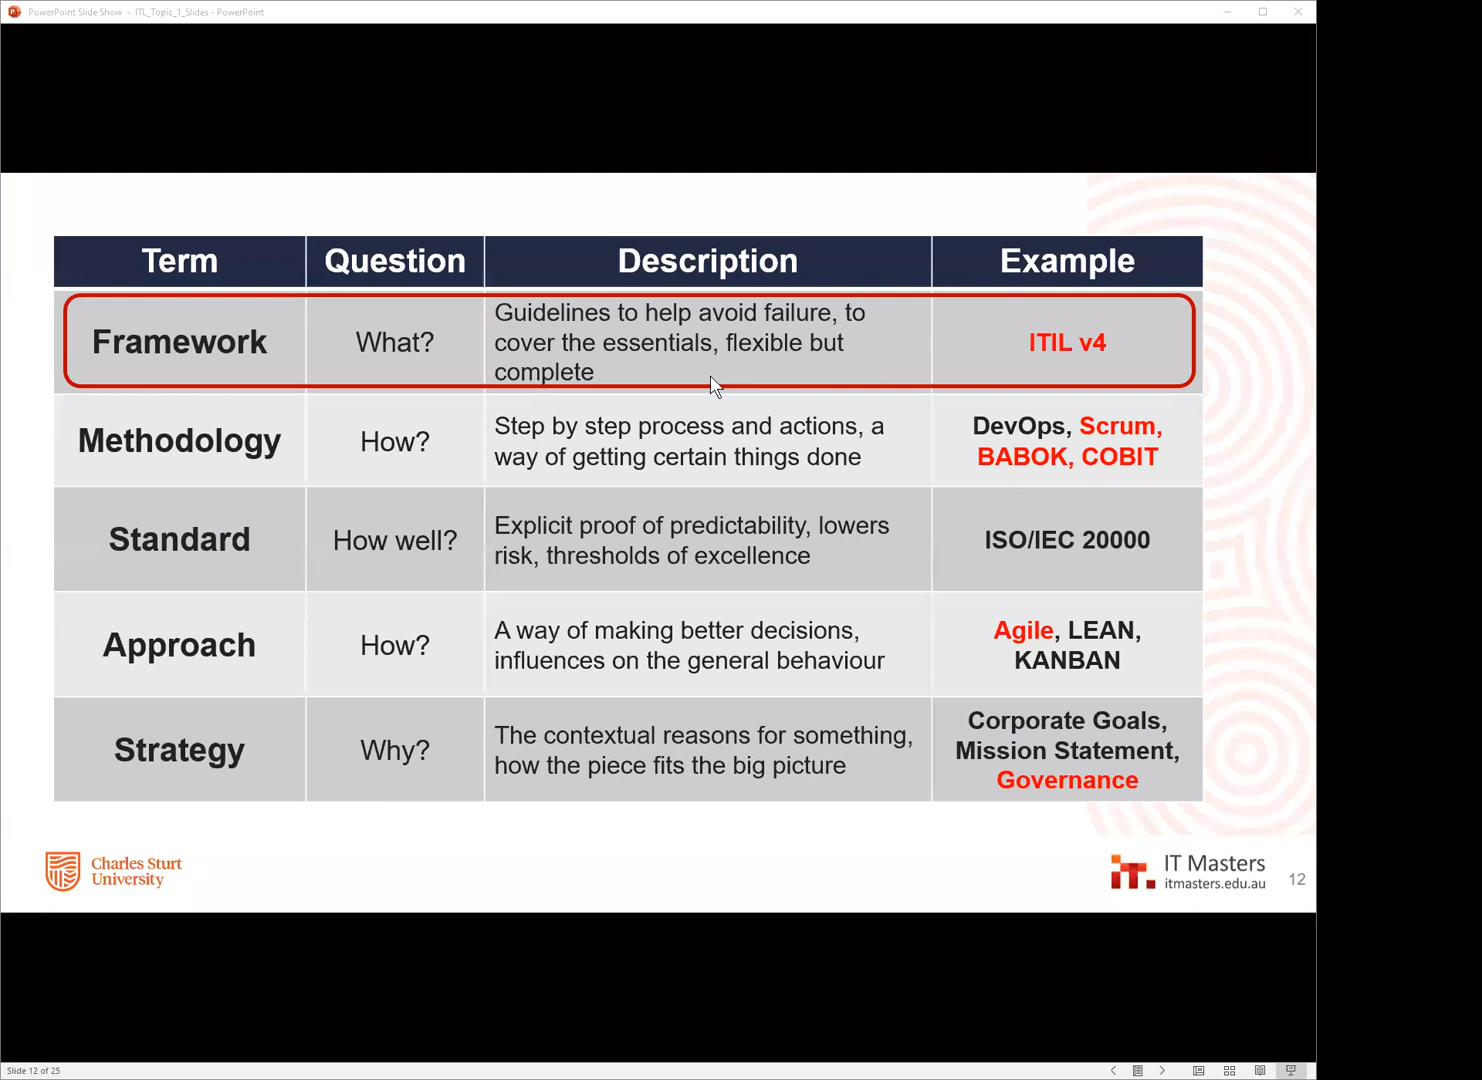 PowerPoint Slide Show - ITL_Topic_1_Slides - PowerPoint
Term Question Description Example
Framework What? Guidelines to help avoid failure, to
cover the essentials, flexible but
complete
ITIL v4
Methodology How? Step by step process and actions, a
way of getting certain things done
DevOps, Scrum,
BABOK, COBIT
Standard How well? Explicit proof of predictability, lowers
risk, thresholds of excellence
ISO/IEC 20000
Approach How? A way of making better decisions,
influences on the general behaviour
Agile, LEAN,
KANBAN
Strategy Why? The contextual reasons for something,
how the piece fits the big picture
Corporate Goals,
Mission Statement,
Governance
Charles Sturt
University
IT Masters
itmasters.edu.au
12
Slide 12 of 25